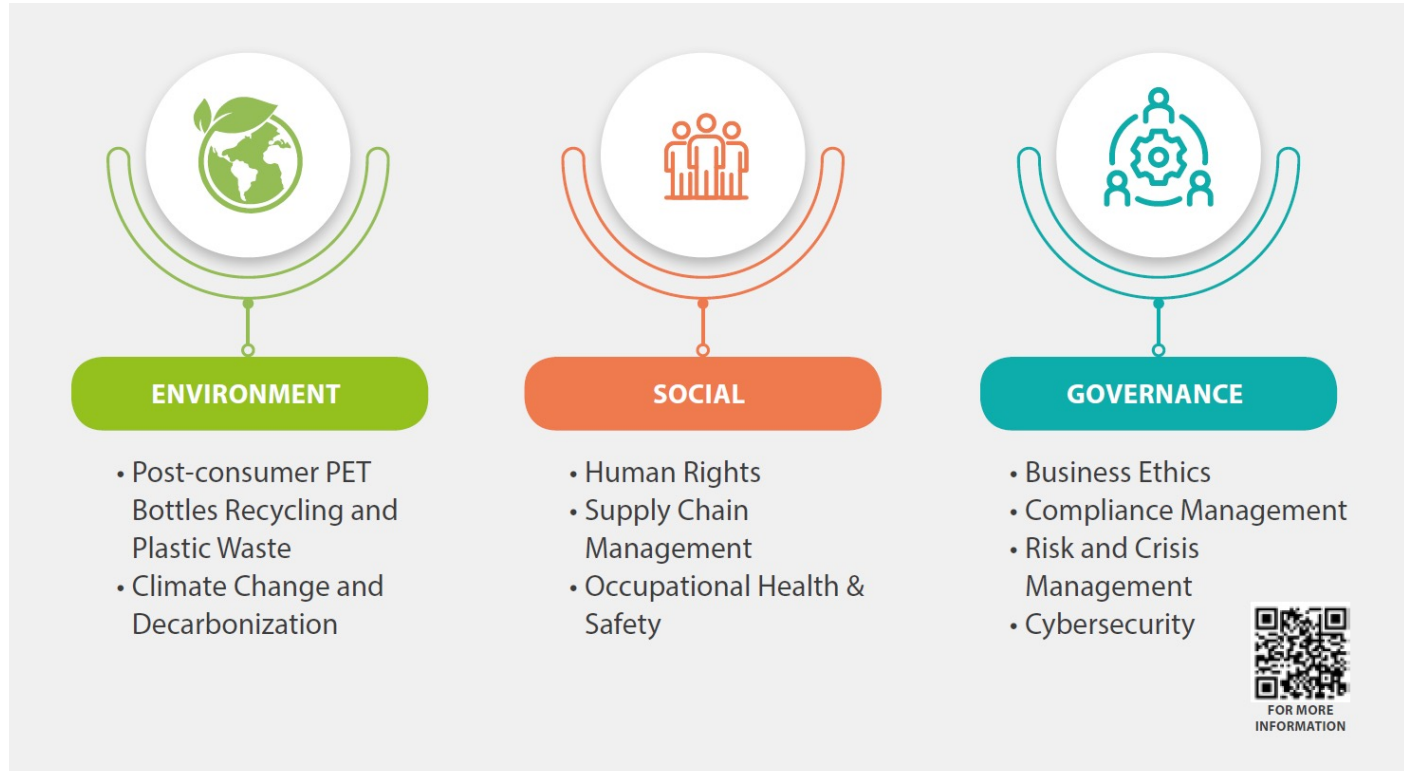 ENVIRONMENT
• Post-consumer PET
Bottles Recycling and
Plastic Waste
• Climate Change and
Decarbonization
SOCIAL
• Human Rights
• Supply Chain
Management
• Occupational Health &
Safety
GOVERNANCE
• Business Ethics
• Compliance Management
• Risk and Crisis
Management
• Cybersecurity
FOR MORE
INFORMATION